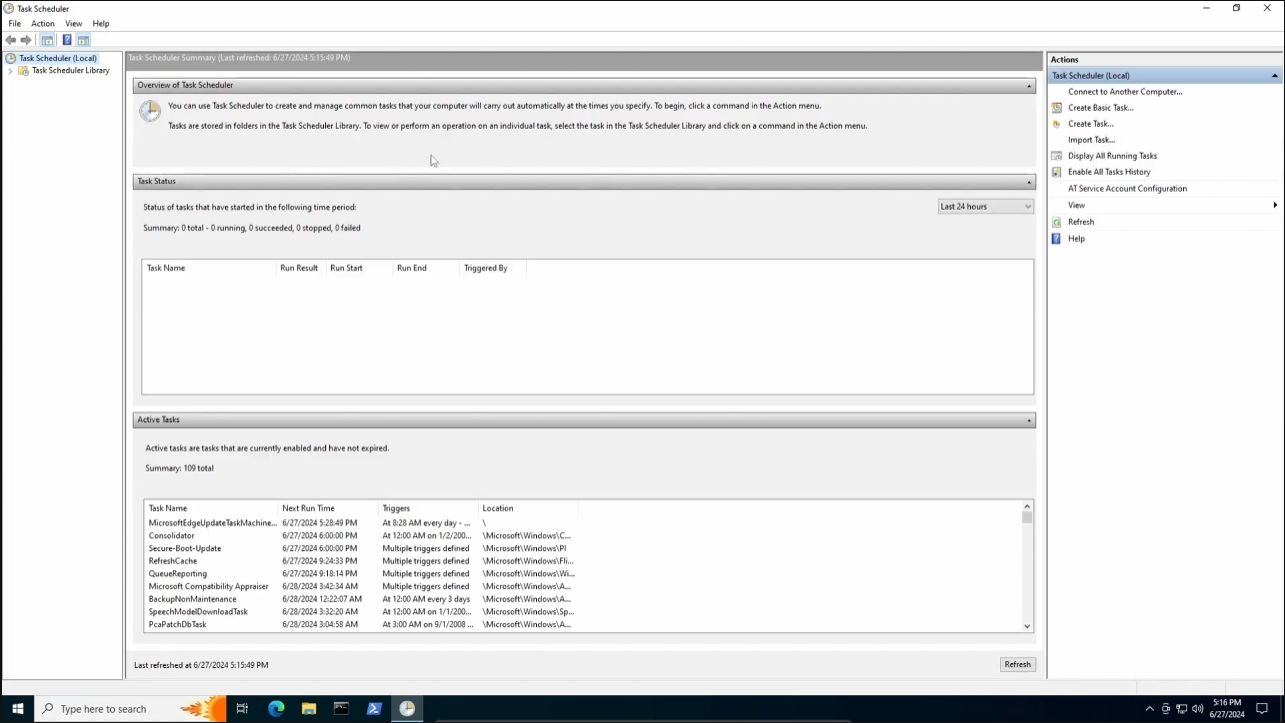 Task Scheduler
File Action View Help
Task Scheduler (Local)
Task Scheduler Library
Task Scheduler Summary (Last refreshed: 6/27/2024 5:15:49 PM)
Overview of Task Scheduler
You can use Task Scheduler to create and manage common tasks that your computer will carry out automatically at the times you specify. To begin, click a command in the Action menu.
Tasks are stored in folders in the Task Scheduler Library. To view or perform an operation on an individual task, select the task in the Task Scheduler Library and click on a command in the Action menu.
Task Status
Status of tasks that have started in the following time period: Last 24 hours
Summary: 0 total - 0 running, 0 succeeded, 0 stopped, 0 failed
Task Name Run Result Run Start Run End Triggered By
Active Tasks
Active tasks are tasks that are currently enabled and have not expired.
Summary: 109 total
Task Name Next Run Time Triggers Location
MicrosoftEdgeUpdateTaskMachine... 6/27/2024 5:28:49 PM At 8:28 AM every day - ... \
Consolidator 6/27/2024 6:00:00 PM At 12:00 AM on 1/2/200... \Microsoft\Windows\C...
Secure-Boot-Update 6/27/2024 6:00:00 PM Multiple triggers defined \Microsoft\Windows\PI
RefreshCache 6/27/2024 9:24:33 PM Multiple triggers defined \Microsoft\Windows\Fli...
QueueReporting 6/27/2024 9:18:14 PM Multiple triggers defined \Microsoft\Windows\Wi...
Microsoft Compatibility Appraiser 6/28/2024 3:42:34 AM Multiple triggers defined \Microsoft\Windows\A...
BackupNonMaintenance 6/28/2024 12:22:07 AM At 12:00 AM every 3 days \Microsoft\Windows\A...
SpeechModelDownloadTask 6/28/2024 3:32:20 AM At 12:00 AM on 1/1/200... \Microsoft\Windows\Sp...
PcaPatchDbTask 6/28/2024 3:04:58 AM At 3:00 AM on 9/1/2008 ... \Microsoft\Windows\A...
Last refreshed at 6/27/2024 5:15:49 PM
Refresh
Actions
Task Scheduler (Local)
Connect to Another Computer...
Create Basic Task...
Create Task...
Import Task...
Display All Running Tasks
Enable All Tasks History
AT Service Account Configuration
View
Refresh
Help
Type here to search
5:16 PM
6/27/2024